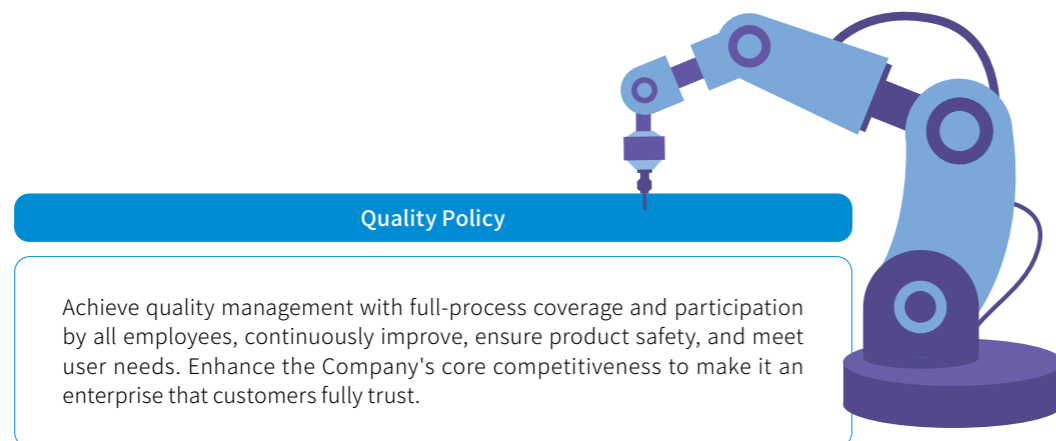 Quality Policy
Achieve quality management with full-process coverage and participation
by all employees, continuously improve, ensure product safety, and meet
user needs. Enhance the Company's core competitiveness to make it an
enterprise that customers fully trust.